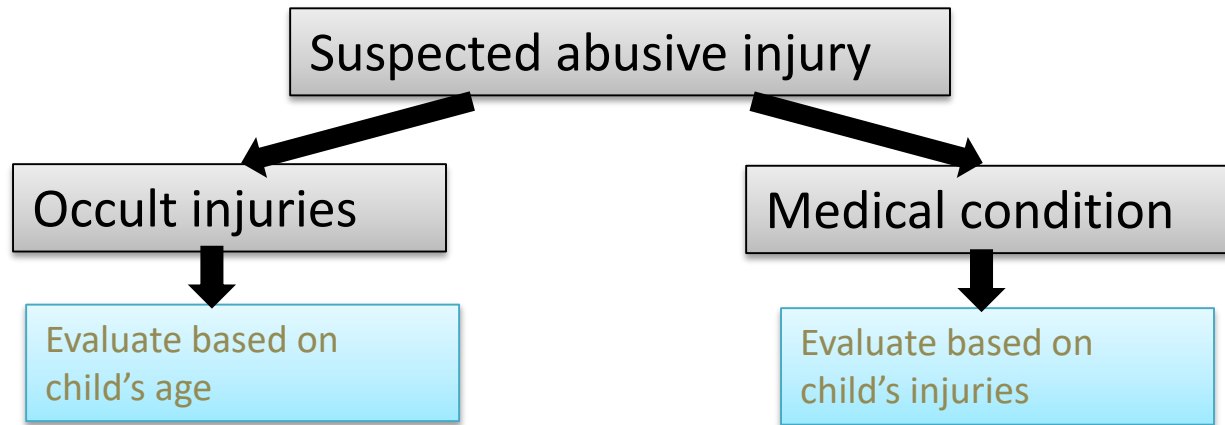 Suspected abusive injury
Occult injuries
Medical condition
Evaluate based on
child’s age
Evaluate based on
child’s injuries